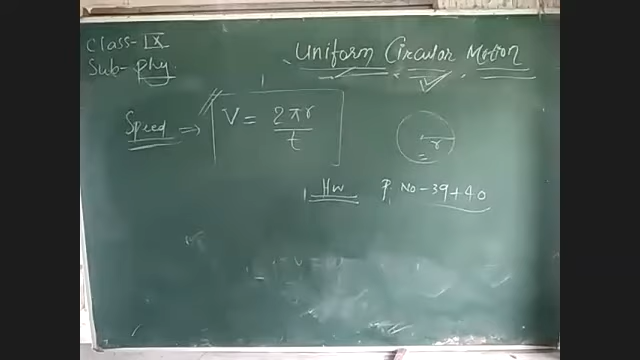 Class-IX
Sub-phy.
Uniform Circular Motion
Speed ⇒ V = 2πr/t
r
HW P. No-39+40